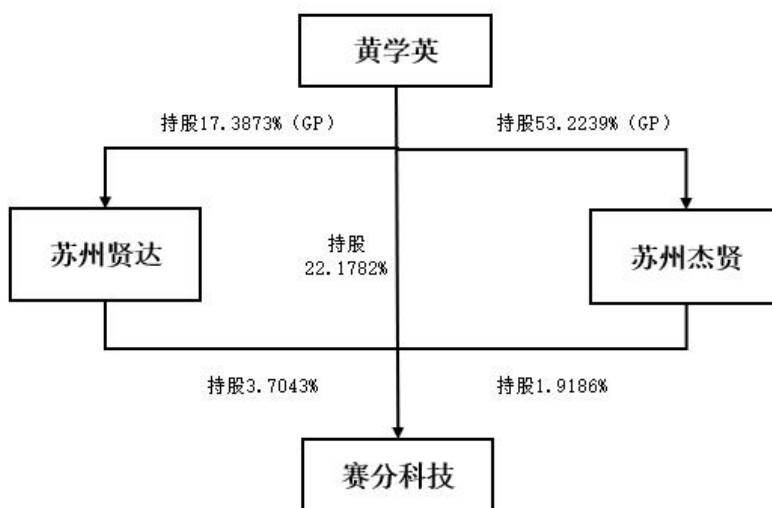 黄学英
持股17.3873%（GP）
持股53.2239%（GP）
苏州贤达
持股
22.1782%
苏州杰贤
持股3.7043%
持股1.9186%
赛分科技